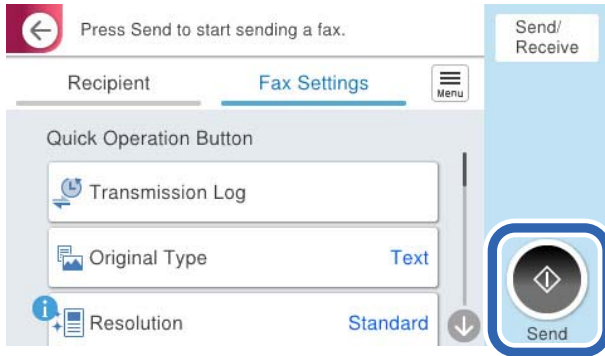 Press Send to start sending a fax.
Send/
Receive
Recipient
Fax Settings
Menu
Quick Operation Button
Transmission Log
Original Type
Text
i
Resolution
Standard
Send